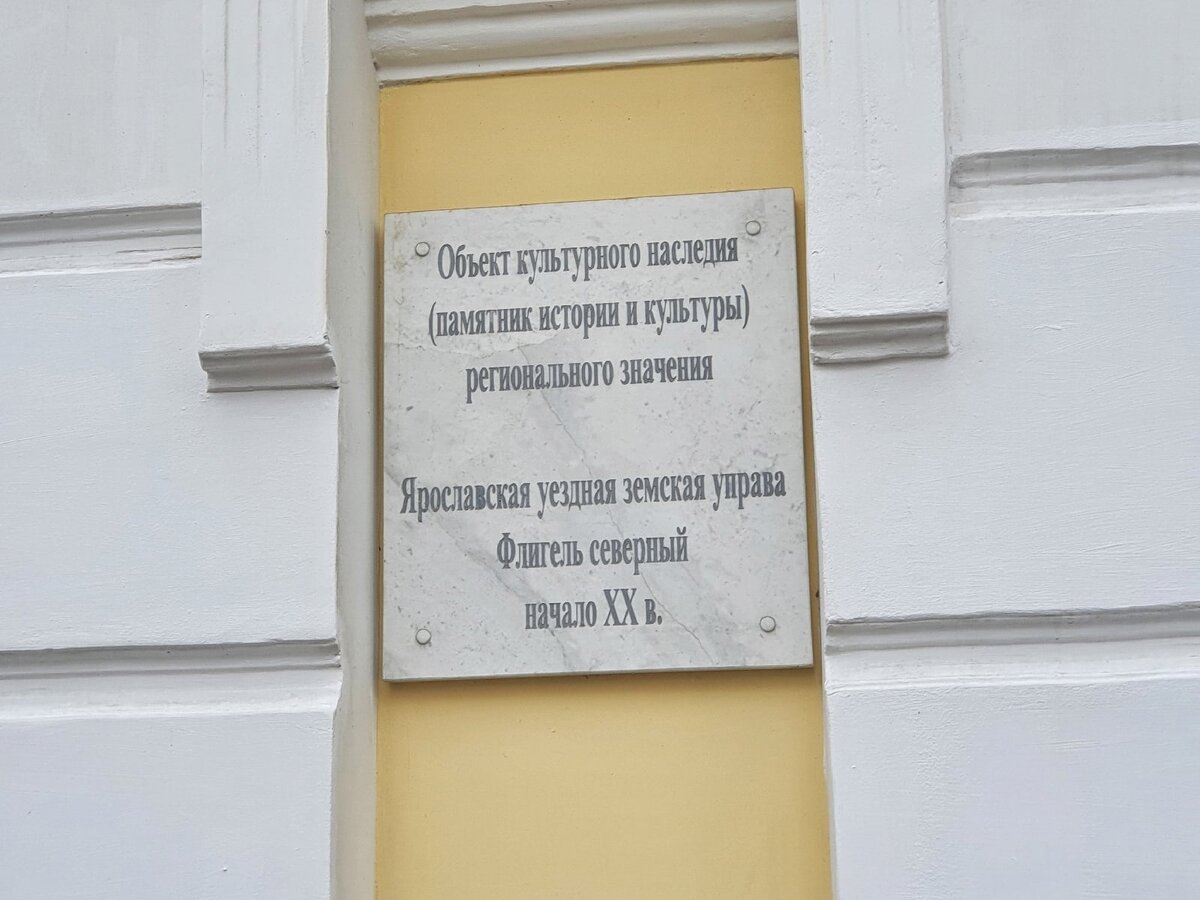 Объект культурного наследия
(памятник истории и культуры)
регионального значения
Ярославская уездная земская управа
Флигель северный
начало XX в.